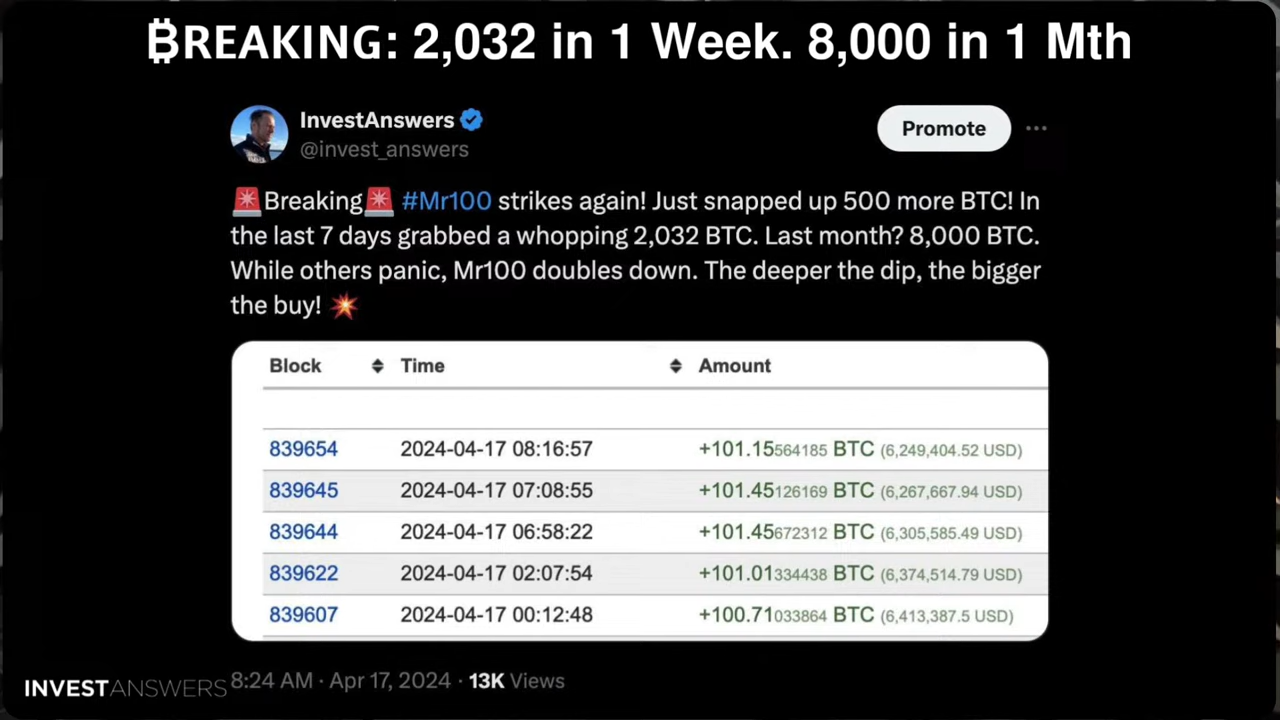 ₿REAKING: 2,032 in 1 Week. 8,000 in 1 Mth
InvestAnswers
@invest_answers
Promote
🚨Breaking🚨 #Mr100 strikes again! Just snapped up 500 more BTC! In
the last 7 days grabbed a whopping 2,032 BTC. Last month? 8,000 BTC.
While others panic, Mr100 doubles down. The deeper the dip, the bigger
the buy! 💥
Block Time Amount
839654 2024-04-17 08:16:57 +101.15564185 BTC (6,249,404.52 USD)
839645 2024-04-17 07:08:55 +101.45126169 BTC (6,267,667.94 USD)
839644 2024-04-17 06:58:22 +101.45672312 BTC (6,305,585.49 USD)
839622 2024-04-17 02:07:54 +101.01334438 BTC (6,374,514.79 USD)
839607 2024-04-17 00:12:48 +100.71033864 BTC (6,413,387.5 USD)
8:24 AM · Apr 17, 2024 · 13K Views
INVESTANSWERS